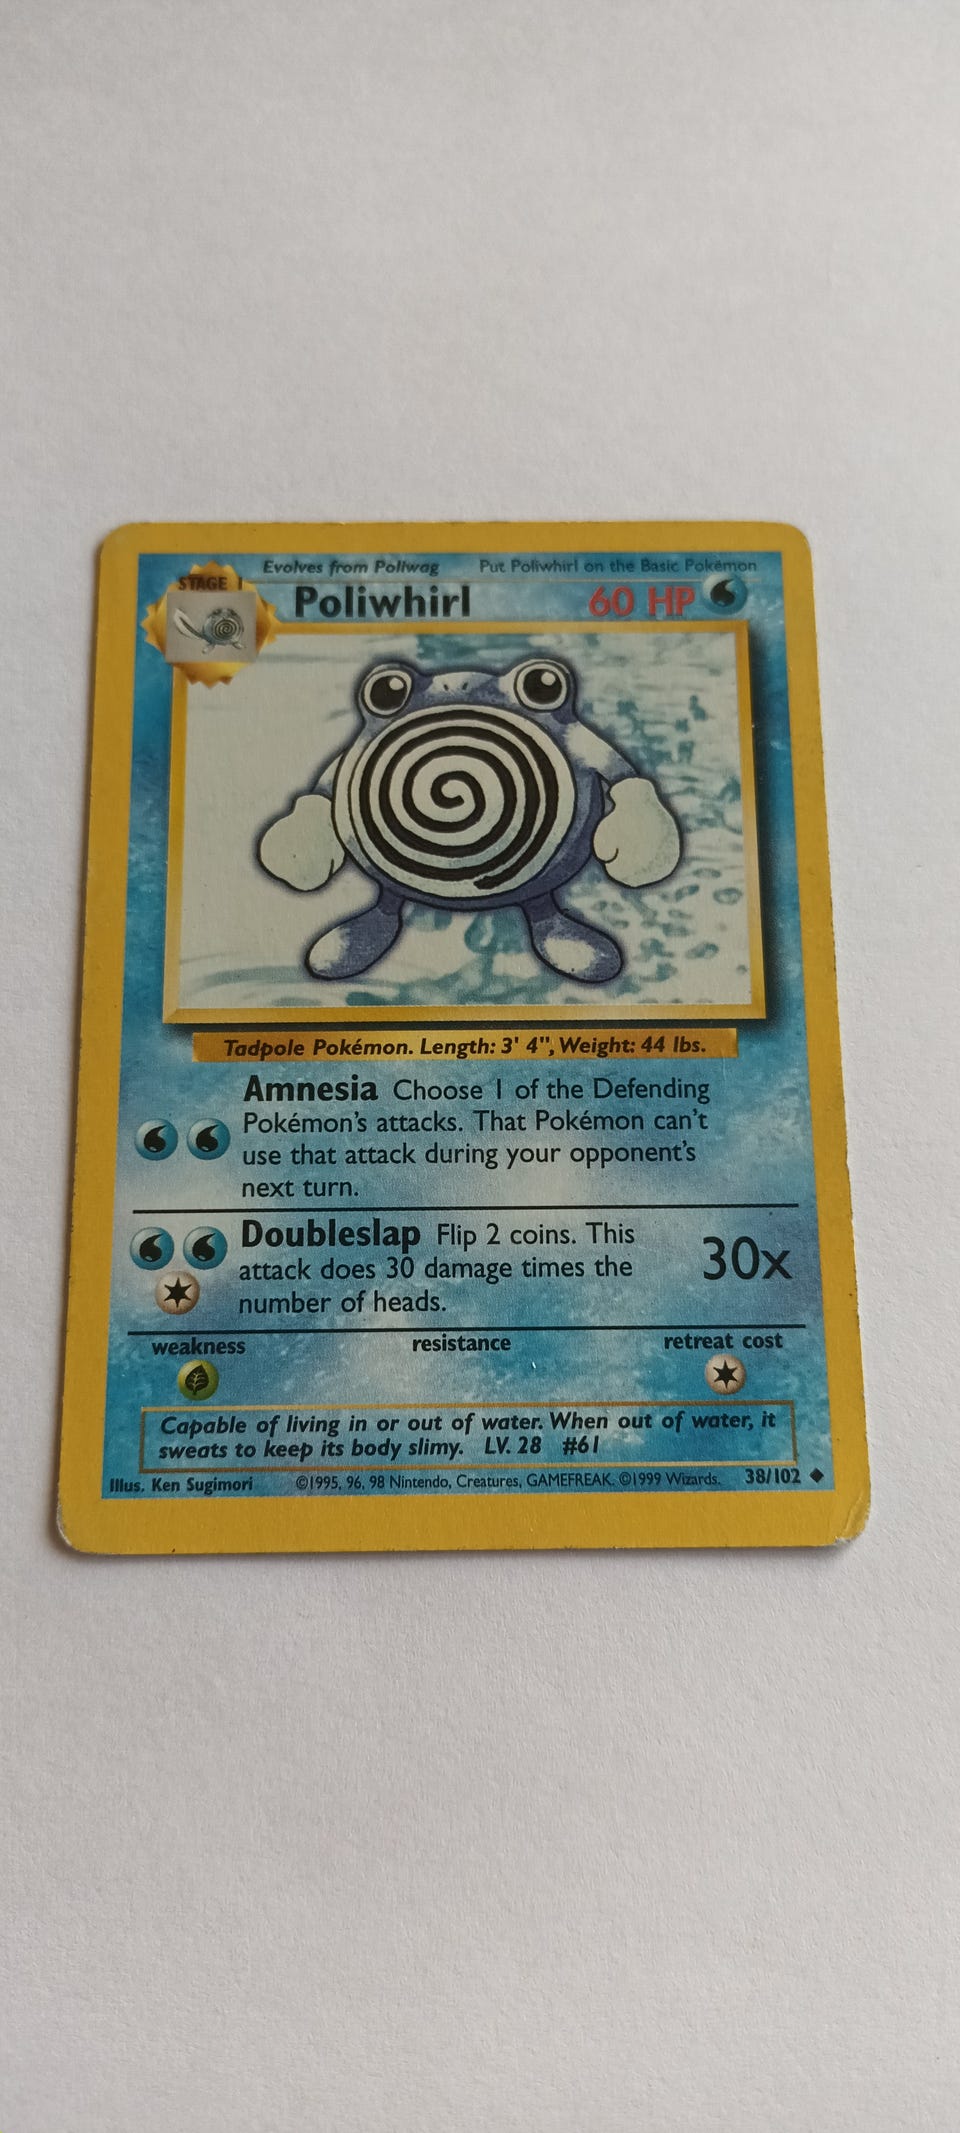 Evolves from Poliwag Put Poliwhirl on the Basic Pokémon
STAGE 1
Poliwhirl 60 HP
Tadpole Pokémon. Length: 3' 4", Weight: 44 lbs.
Amnesia Choose 1 of the Defending
Pokémon's attacks. That Pokémon can't
use that attack during your opponent's
next turn.
Doubleslap Flip 2 coins. This
attack does 30 damage times the
number of heads.
30x
weakness resistance retreat cost
Capable of living in or out of water. When out of water, it
sweats to keep its body slimy. LV. 28 #61
Illus. Ken Sugimori ©1995, 96, 98 Nintendo, Creatures, GAMEFREAK. ©1999 Wizards. 38/102